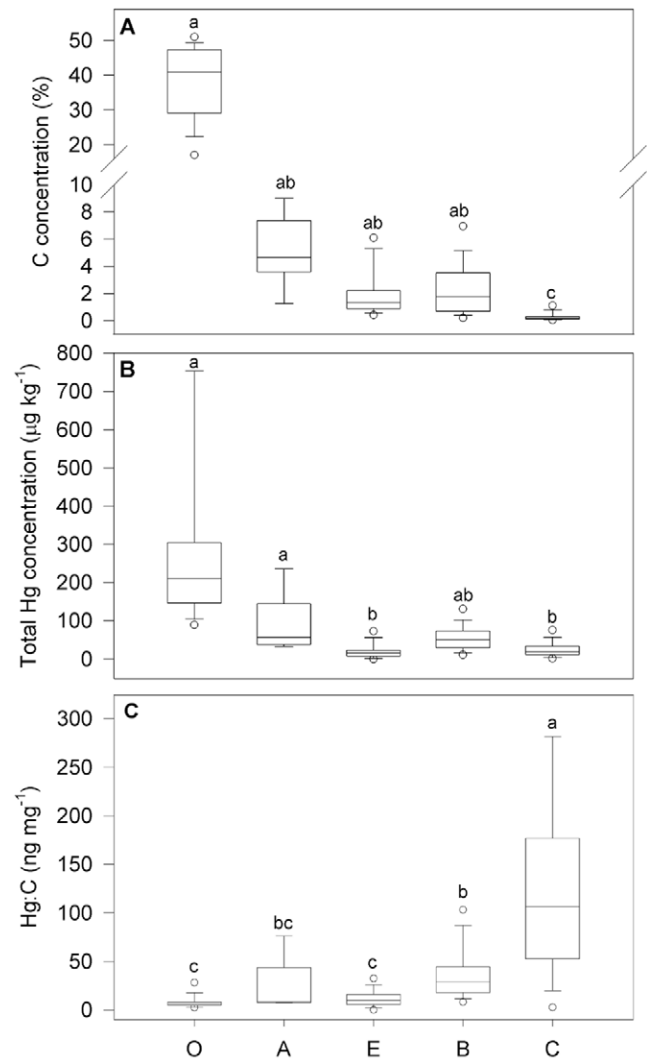 A
C concentration (%)
50
40
30
20
10
8
6
4
2
0
a
ab
ab
ab
c
B
Total Hg concentration (µg kg⁻¹)
800
700
600
500
400
300
200
100
0
a
a
b
ab
b
C
Hg:C (ng mg⁻¹)
300
250
200
150
100
50
0
c
bc
c
b
a
O A E B C